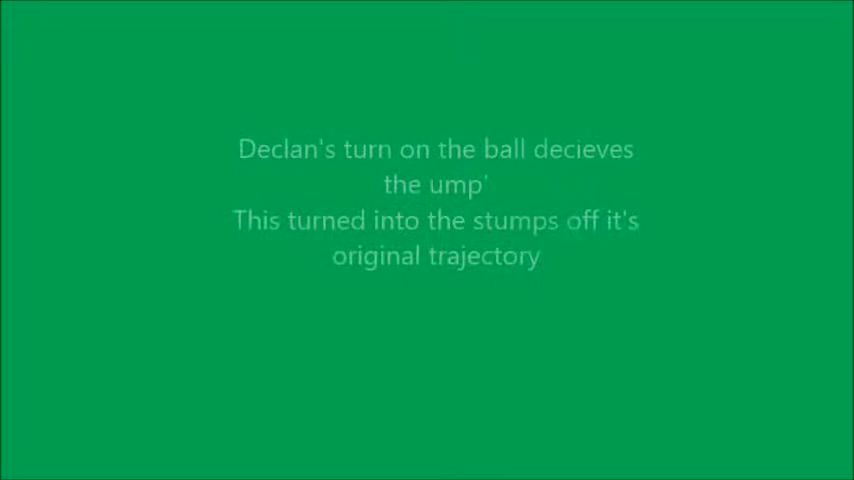 Declan's turn on the ball decieves
the ump'
This turned into the stumps off it's
original trajectory